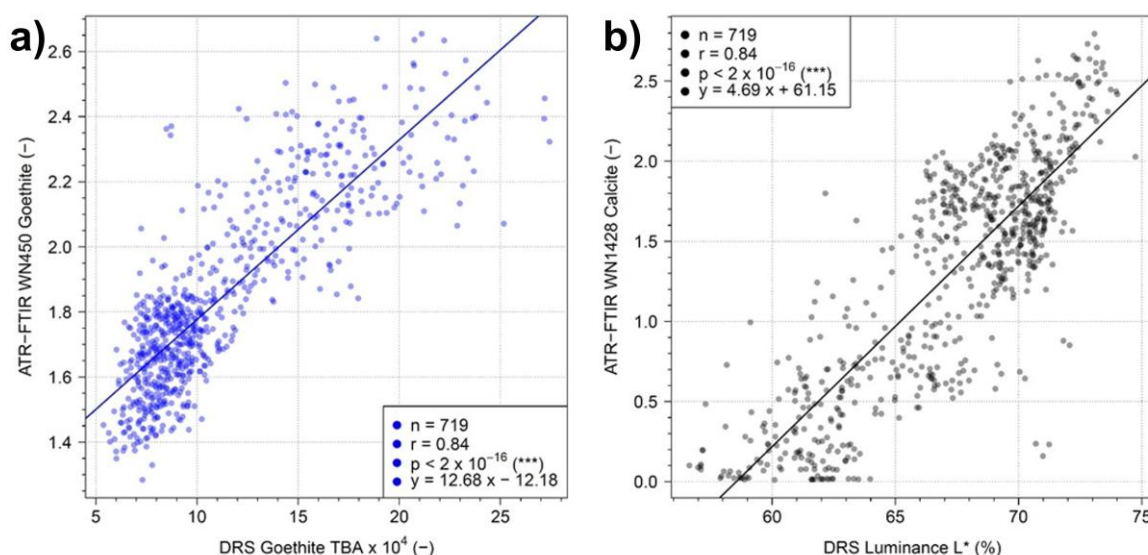 a)
ATR−FTIR WN450 Goethite (−)
2.6
2.4
2.2
2.0
1.8
1.6
1.4
n = 719
r = 0.84
p < 2 x 10⁻¹⁶ (***)
y = 12.68 x − 12.18
5 10 15 20 25
DRS Goethite TBA x 10⁴ (−)
b)
ATR−FTIR WN1428 Calcite (−)
n = 719
r = 0.84
p < 2 x 10⁻¹⁶ (***)
y = 4.69 x + 61.15
2.5
2.0
1.5
1.0
0.5
0.0
60 65 70 75
DRS Luminance L* (%)